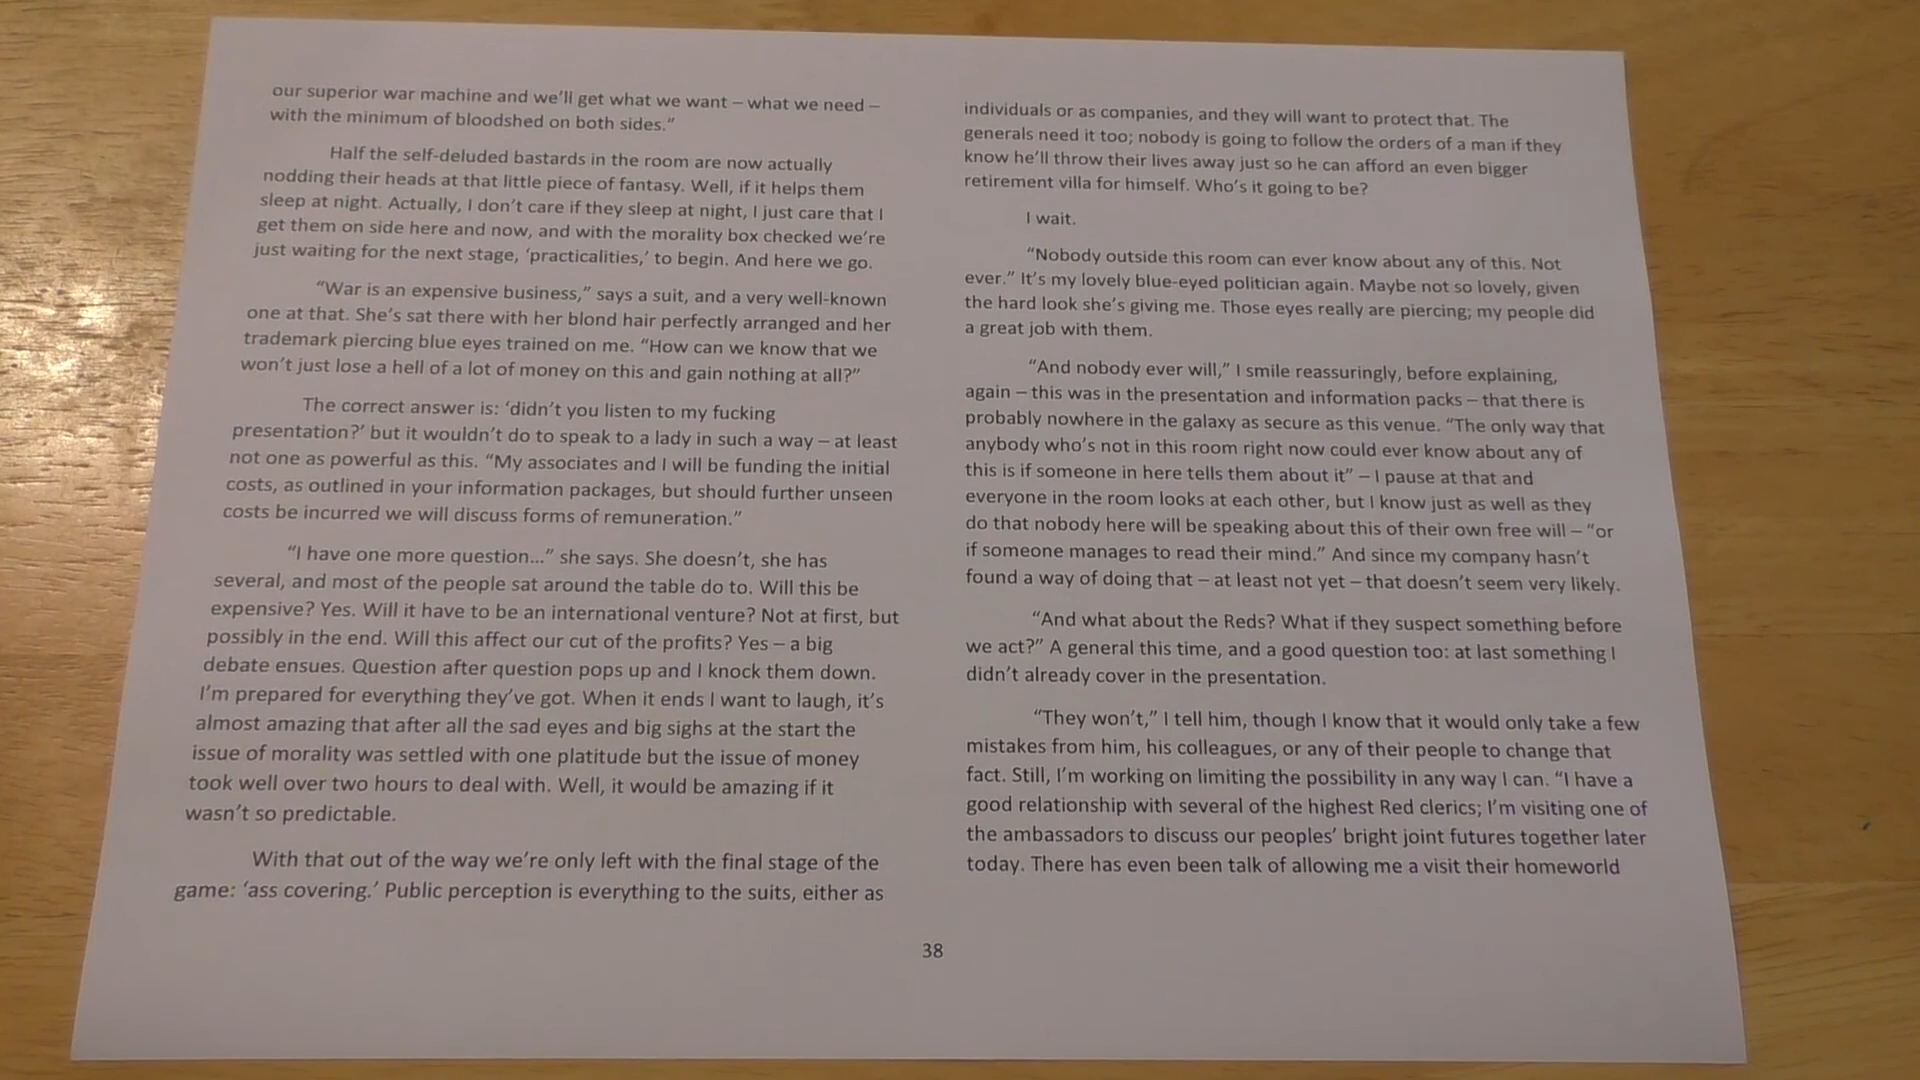 our superior war machine and we’ll get what we want – what we need –
with the minimum of bloodshed on both sides.”
Half the self-deluded bastards in the room are now actually
nodding their heads at that little piece of fantasy. Well, if it helps them
sleep at night. Actually, I don’t care if they sleep at night, I just care that I
get them on side here and now, and with the morality box checked we’re
just waiting for the next stage, ‘practicalities,’ to begin. And here we go.
“War is an expensive business,” says a suit, and a very well-known
one at that. She’s sat there with her blond hair perfectly arranged and her
trademark piercing blue eyes trained on me. “How can we know that we
won’t just lose a hell of a lot of money on this and gain nothing at all?”
The correct answer is: ‘didn’t you listen to my fucking
presentation?’ but it wouldn’t do to speak to a lady in such a way – at least
not one as powerful as this. “My associates and I will be funding the initial
costs, as outlined in your information packages, but should further unseen
costs be incurred we will discuss forms of remuneration.”
“I have one more question…” she says. She doesn’t, she has
several, and most of the people sat around the table do to. Will this be
expensive? Yes. Will it have to be an international venture? Not at first, but
possibly in the end. Will this affect our cut of the profits? Yes – a big
debate ensues. Question after question pops up and I knock them down.
I’m prepared for everything they’ve got. When it ends I want to laugh, it’s
almost amazing that after all the sad eyes and big sighs at the start the
issue of morality was settled with one platitude but the issue of money
took well over two hours to deal with. Well, it would be amazing if it
wasn’t so predictable.
With that out of the way we’re only left with the final stage of the
game: ‘ass covering.’ Public perception is everything to the suits, either as
individuals or as companies, and they will want to protect that. The
generals need it too; nobody is going to follow the orders of a man if they
know he’ll throw their lives away just so he can afford an even bigger
retirement villa for himself. Who’s it going to be?
I wait.
“Nobody outside this room can ever know about any of this. Not
ever.” It’s my lovely blue-eyed politician again. Maybe not so lovely, given
the hard look she’s giving me. Those eyes really are piercing; my people did
a great job with them.
“And nobody ever will,” I smile reassuringly, before explaining,
again – this was in the presentation and information packs – that there is
probably nowhere in the galaxy as secure as this venue. “The only way that
anybody who’s not in this room right now could ever know about any of
this is if someone in here tells them about it” – I pause at that and
everyone in the room looks at each other, but I know just as well as they
do that nobody here will be speaking about this of their own free will – “or
if someone manages to read their mind.” And since my company hasn’t
found a way of doing that – at least not yet – that doesn’t seem very likely.
“And what about the Reds? What if they suspect something before
we act?” A general this time, and a good question too: at last something I
didn’t already cover in the presentation.
“They won’t,” I tell him, though I know that it would only take a few
mistakes from him, his colleagues, or any of their people to change that
fact. Still, I’m working on limiting the possibility in any way I can. “I have a
good relationship with several of the highest Red clerics; I’m visiting one of
the ambassadors to discuss our peoples’ bright joint futures together later
today. There has even been talk of allowing me a visit their homeworld
38